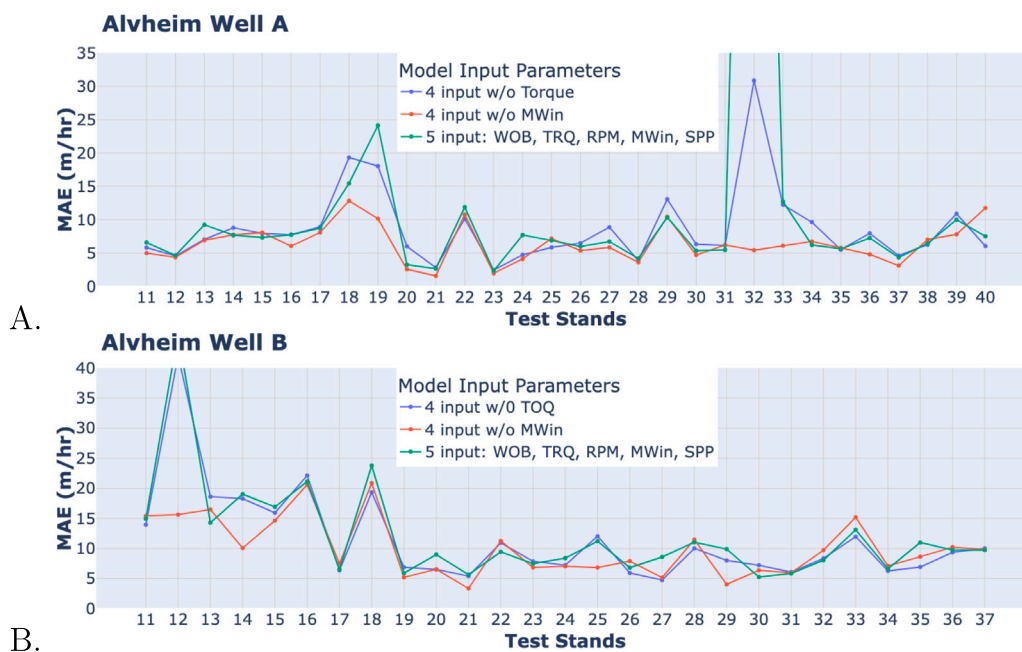 Alvheim Well A
35
30
25
20
15
10
5
0
MAE (m/hr)
Model Input Parameters
4 input w/o Torque
4 input w/o MWin
5 input: WOB, TRQ, RPM, MWin, SPP
11 12 13 14 15 16 17 18 19 20 21 22 23 24 25 26 27 28 29 30 31 32 33 34 35 36 37 38 39 40
Test Stands
A.
Alvheim Well B
40
35
30
25
20
15
10
5
0
MAE (m/hr)
Model Input Parameters
4 input w/0 TOQ
4 input w/o MWin
5 input: WOB, TRQ, RPM, MWin, SPP
11 12 13 14 15 16 17 18 19 20 21 22 23 24 25 26 27 28 29 30 31 32 33 34 35 36 37
Test Stands
B.